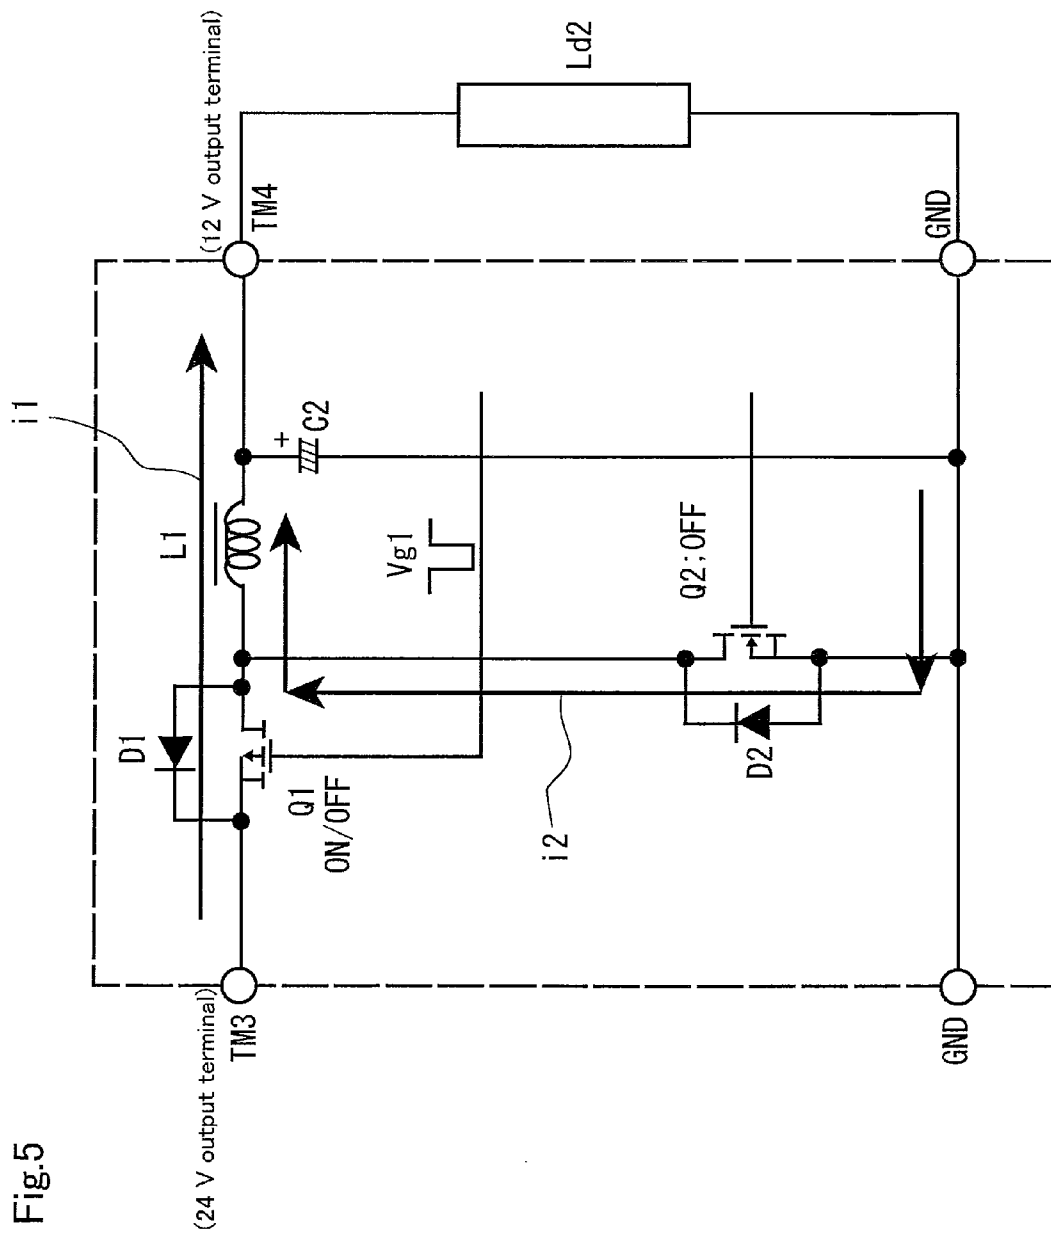 Fig.5
i1
(24 V output terminal)
TM3
D1
L1
(12 V output terminal)
TM4
Q1
ON/OFF
Vg1
+
C2
Ld2
i2
D2
Q2;OFF
GND
GND